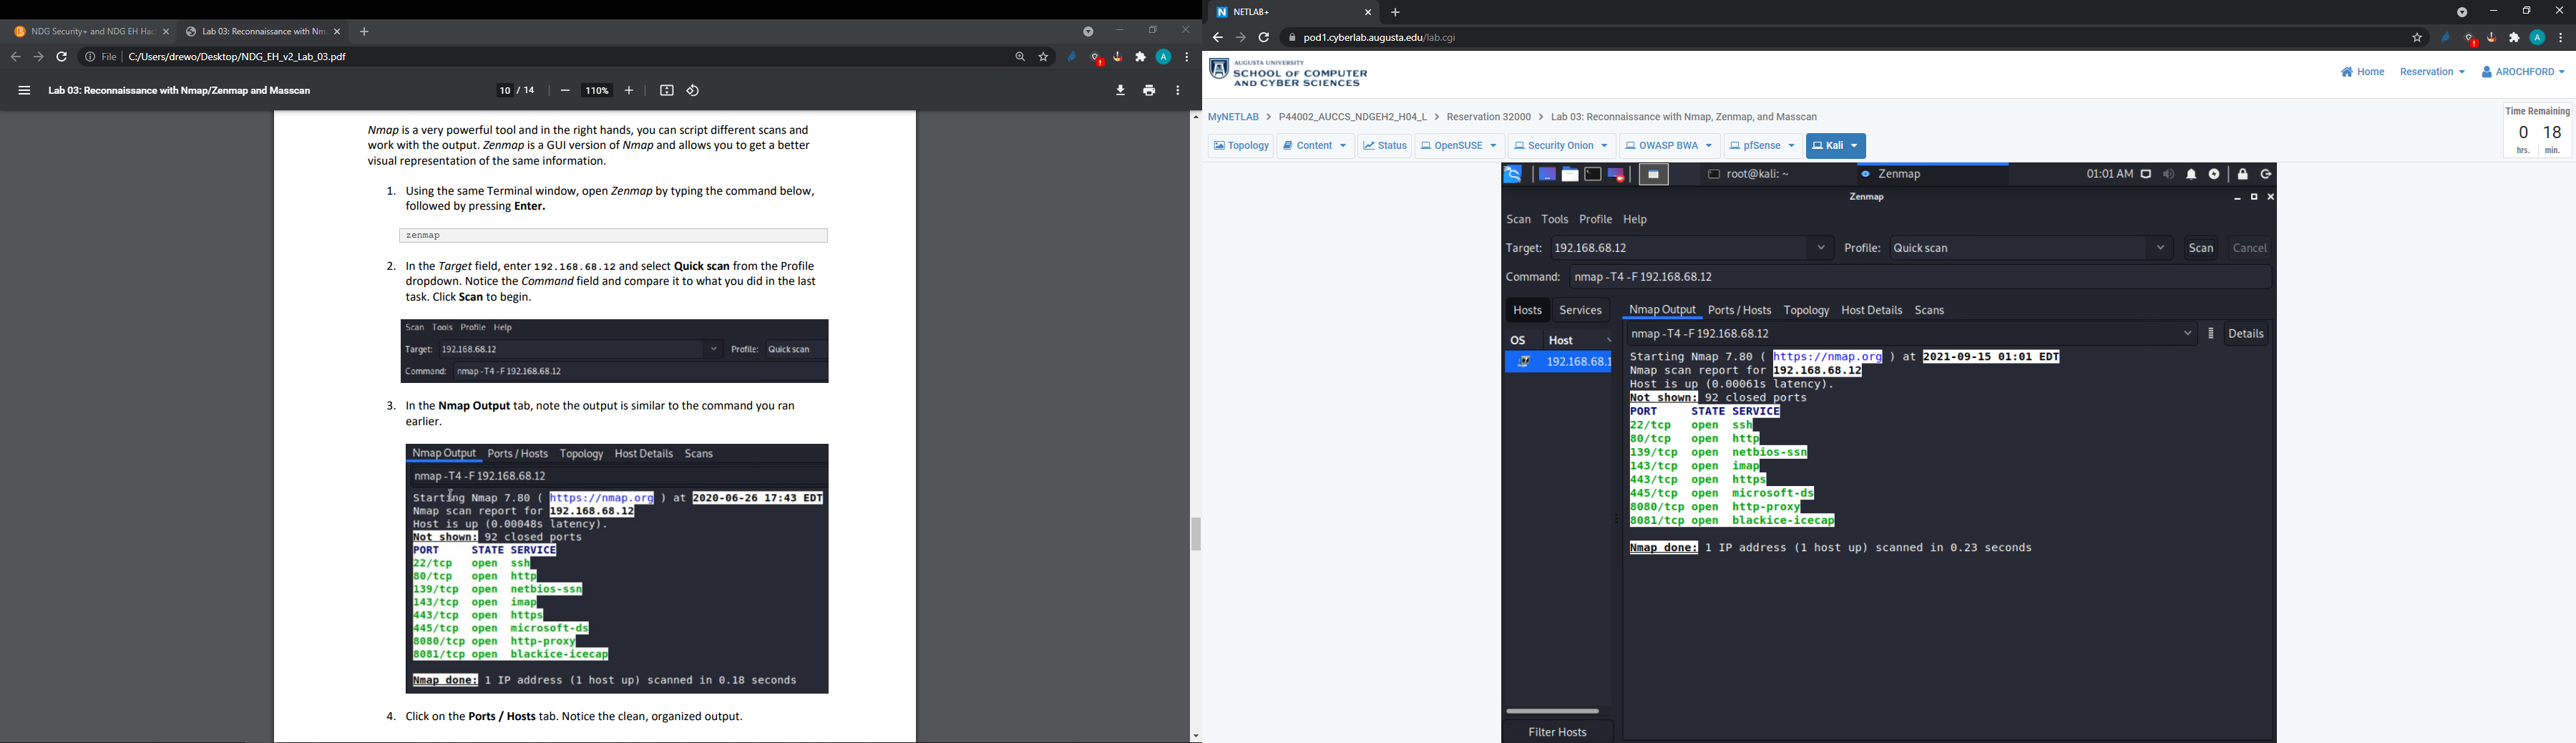 NDG Security+ and NDG EH Hac
Lab 03: Reconnaissance with Nm
File | C:/Users/drewo/Desktop/NDG_EH_v2_Lab_03.pdf
A
Lab 03: Reconnaissance with Nmap/Zenmap and Masscan
10 / 14
110%
Nmap is a very powerful tool and in the right hands, you can script different scans and
work with the output. Zenmap is a GUI version of Nmap and allows you to get a better
visual representation of the same information.
1. Using the same Terminal window, open Zenmap by typing the command below,
followed by pressing Enter.
zenmap
2. In the Target field, enter 192.168.68.12 and select Quick scan from the Profile
dropdown. Notice the Command field and compare it to what you did in the last
task. Click Scan to begin.
Scan Tools Profile Help
Target: 192.168.68.12 Profile: Quick scan
Command: nmap -T4 -F 192.168.68.12
3. In the Nmap Output tab, note the output is similar to the command you ran
earlier.
Nmap Output Ports / Hosts Topology Host Details Scans
nmap -T4 -F 192.168.68.12
Starting Nmap 7.80 ( https://nmap.org ) at 2020-06-26 17:43 EDT
Nmap scan report for 192.168.68.12
Host is up (0.00048s latency).
Not shown: 92 closed ports
PORT STATE SERVICE
22/tcp open ssh
80/tcp open http
139/tcp open netbios-ssn
143/tcp open imap
443/tcp open https
445/tcp open microsoft-ds
8080/tcp open http-proxy
8081/tcp open blackice-icecap
Nmap done: 1 IP address (1 host up) scanned in 0.18 seconds
4. Click on the Ports / Hosts tab. Notice the clean, organized output.
N NETLAB+
pod1.cyberlab.augusta.edu/lab.cgi
A
AUGUSTA UNIVERSITY
SCHOOL OF COMPUTER
AND CYBER SCIENCES
Home Reservation AROCHFORD
MyNETLAB > P44002_AUCCS_NDGEH2_H04_L > Reservation 32000 > Lab 03: Reconnaissance with Nmap, Zenmap, and Masscan
Time Remaining
0 18
hrs. min.
Topology Content Status OpenSUSE Security Onion OWASP BWA pfSense Kali
root@kali: ~ Zenmap 01:01 AM
Zenmap
Scan Tools Profile Help
Target: 192.168.68.12 Profile: Quick scan Scan Cancel
Command: nmap -T4 -F 192.168.68.12
Hosts Services Nmap Output Ports / Hosts Topology Host Details Scans
nmap -T4 -F 192.168.68.12 Details
OS Host
192.168.68.1
Starting Nmap 7.80 ( https://nmap.org ) at 2021-09-15 01:01 EDT
Nmap scan report for 192.168.68.12
Host is up (0.00061s latency).
Not shown: 92 closed ports
PORT STATE SERVICE
22/tcp open ssh
80/tcp open http
139/tcp open netbios-ssn
143/tcp open imap
443/tcp open https
445/tcp open microsoft-ds
8080/tcp open http-proxy
8081/tcp open blackice-icecap
Nmap done: 1 IP address (1 host up) scanned in 0.23 seconds
Filter Hosts